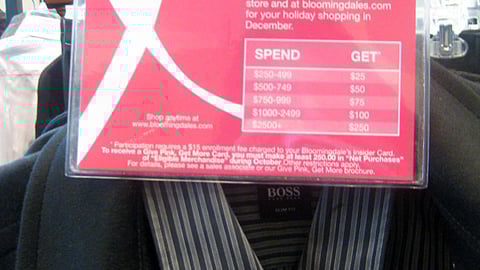 store and at bloomingdales.com
for your holiday shopping in
December.
SPEND GET*
$250-499 $25
$500-749 $50
$750-999 $75
$1000-2499 $100
$2500+ $250
Shop anytime at
www.bloomingdales.com
* Participation requires a $15 enrollment fee charged to your Bloomingdale's Insider Card.
To receive a Give Pink, Get More Card, you must make at least 250.00 in "Net Purchases"
of "Eligible Merchandise" during October. Other restrictions apply.
For details, please see a sales associate or our Give Pink, Get More brochure.
BOSS
SLIM FIT